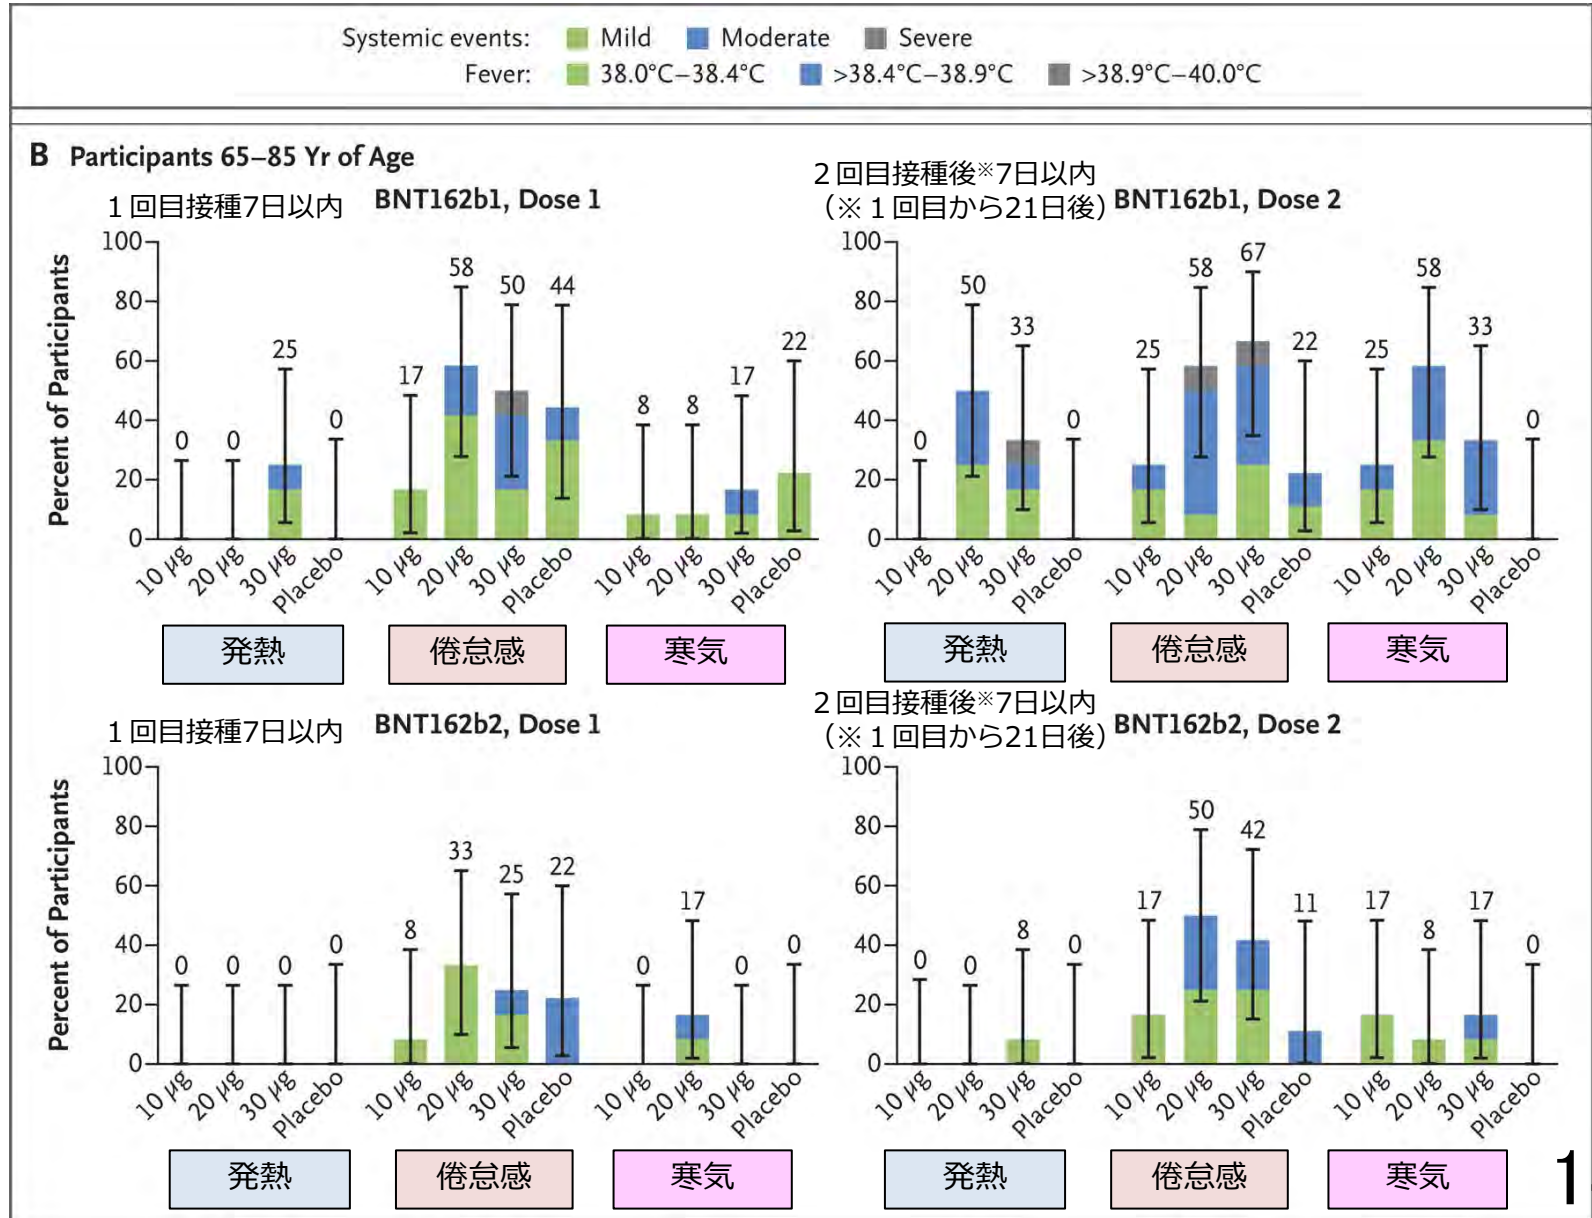 Systemic events: Mild Moderate Severe
Fever: 38.0°C–38.4°C >38.4°C–38.9°C >38.9°C–40.0°C
B Participants 65–85 Yr of Age
1回目接種7日以内 BNT162b1, Dose 1
Percent of Participants
100
80
60
40
20
0
0 0 25 0 17 58 50 44 8 8 17 22
10 µg 20 µg 30 µg Placebo 10 µg 20 µg 30 µg Placebo 10 µg 20 µg 30 µg Placebo
発熱 倦怠感 寒気
2回目接種後※7日以内
(※1回目から21日後) BNT162b1, Dose 2
100
80
60
40
20
0
0 50 33 0 25 58 67 22 25 58 33 0
10 µg 20 µg 30 µg Placebo 10 µg 20 µg 30 µg Placebo 10 µg 20 µg 30 µg Placebo
発熱 倦怠感 寒気
1回目接種7日以内 BNT162b2, Dose 1
Percent of Participants
100
80
60
40
20
0
0 0 0 0 8 33 25 22 0 17 0 0
10 µg 20 µg 30 µg Placebo 10 µg 20 µg 30 µg Placebo 10 µg 20 µg 30 µg Placebo
発熱 倦怠感 寒気
2回目接種後※7日以内
(※1回目から21日後) BNT162b2, Dose 2
100
80
60
40
20
0
0 0 8 0 17 50 42 11 17 8 17 0
10 µg 20 µg 30 µg Placebo 10 µg 20 µg 30 µg Placebo 10 µg 20 µg 30 µg Placebo
発熱 倦怠感 寒気
1